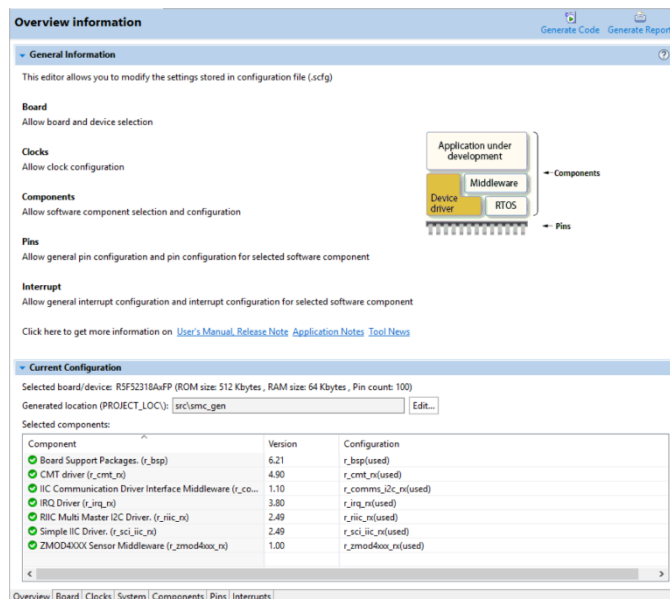 Overview information
Generate Code Generate Report
General Information
This editor allows you to modify the settings stored in configuration file (.scfg)
Board
Allow board and device selection
Clocks
Allow clock configuration
Components
Allow software component selection and configuration
Pins
Allow general pin configuration and pin configuration for selected software component
Interrupt
Allow general interrupt configuration and interrupt configuration for selected software component
Application under
development
Middleware
Device
driver
RTOS
Components
Pins
Click here to get more information on User's Manual, Release Note Application Notes Tool News
Current Configuration
Selected board/device: R5F52318AxFP (ROM size: 512 Kbytes , RAM size: 64 Kbytes , Pin count: 100)
Generated location (PROJECT_LOC\): src\smc_gen Edit...
Selected components:
Component Version Configuration
Board Support Packages. (r_bsp) 6.21 r_bsp(used)
CMT driver (r_cmt_rx) 4.90 r_cmt_rx(used)
IIC Communication Driver Interface Middleware (r_co... 1.10 r_comms_i2c_rx(used)
IRQ Driver (r_irq_rx) 3.80 r_irq_rx(used)
RIIC Multi Master I2C Driver. (r_riic_rx) 2.49 r_riic_rx(used)
Simple IIC Driver. (r_sci_iic_rx) 2.49 r_sci_iic_rx(used)
ZMOD4XXX Sensor Middleware (r_zmod4xxx_rx) 1.00 r_zmod4xxx_rx(used)
Overview Board Clocks System Components Pins Interrupts